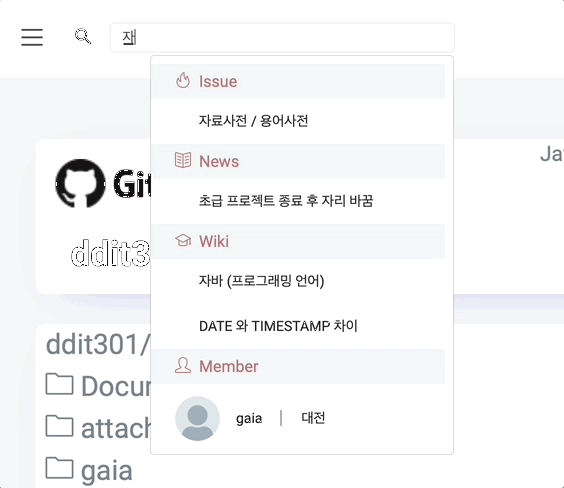 재
Issue
자료사전 / 용어사전
News
초급 프로젝트 종료 후 자리 바꿈
Wiki
자바 (프로그래밍 언어)
DATE 와 TIMESTAMP 차이
Member
gaia | 대전
Ja
Git
ddit3
ddit301/
Docu
attach
gaia